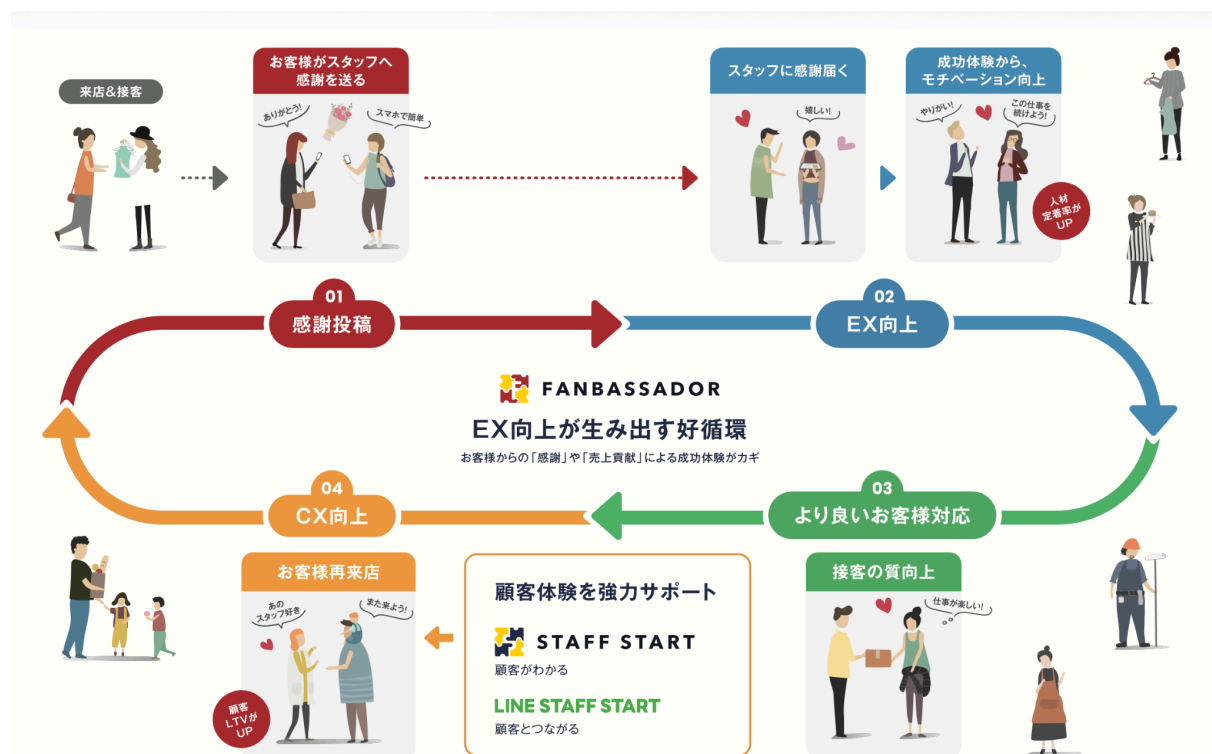 来店&接客
お客様がスタッフへ
感謝を送る
ありがとう!
スマホで簡単
スタッフに感謝届く
嬉しい!
成功体験から、
モチベーション向上
やりがい!
この仕事を
続けよう!
人材
定着率が
UP
01
感謝投稿
02
EX向上
FANBASSADOR
EX向上が生み出す好循環
お客様からの「感謝」や「売上貢献」による成功体験がカギ
04
CX向上
03
より良いお客様対応
お客様再来店
あの
スタッフ好き
また来よう!
顧客
LTVが
UP
顧客体験を強力サポート
STAFF START
顧客がわかる
LINE STAFF START
顧客とつながる
接客の質向上
仕事が楽しい!